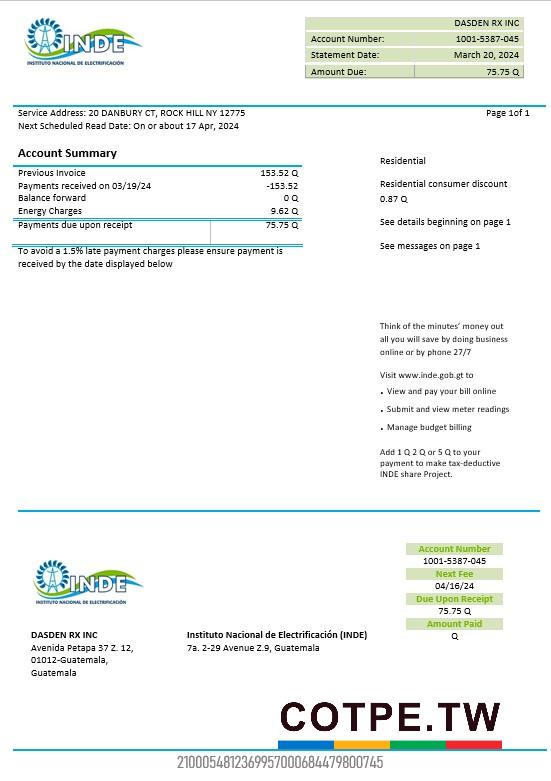 INDE
INSTITUTO NACIONAL DE ELECTRIFICACIÓN
DASDEN RX INC
Account Number: 1001-5387-045
Statement Date: March 20, 2024
Amount Due: 75.75 Q
Service Address: 20 DANBURY CT, ROCK HILL NY 12775
Page 1of 1
Next Scheduled Read Date: On or about 17 Apr, 2024
Account Summary
Previous Invoice 153.52 Q
Payments received on 03/19/24 -153.52
Balance forward 0 Q
Energy Charges 9.62 Q
Payments due upon receipt 75.75 Q
To avoid a 1.5% late payment charges please ensure payment is
received by the date displayed below
Residential
Residential consumer discount
0.87 Q
See details beginning on page 1
See messages on page 1
Think of the minutes’ money out
all you will save by doing business
online or by phone 27/7
Visit www.inde.gob.gt to
• View and pay your bill online
• Submit and view meter readings
• Manage budget billing
Add 1 Q 2 Q or 5 Q to your
payment to make tax-deductive
INDE share Project.
INDE
INSTITUTO NACIONAL DE ELECTRIFICACIÓN
Account Number
1001-5387-045
Next Fee
04/16/24
Due Upon Receipt
75.75 Q
Amount Paid
Q
DASDEN RX INC
Avenida Petapa 37 Z. 12,
01012-Guatemala,
Guatemala
Instituto Nacional de Electrificación (INDE)
7a. 2-29 Avenue Z.9, Guatemala
COTPE.TW
2100054812369957000684479800745